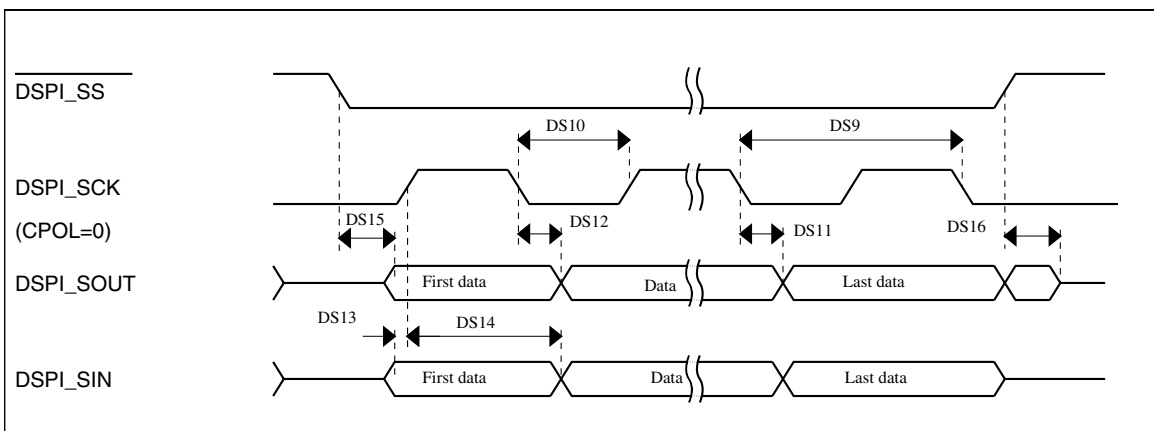 DSPI_SS
DS10
DS9
DSPI_SCK
(CPOL=0)
DS15
DS12
DS11
DS16
DSPI_SOUT
First data
Data
Last data
DS13
DS14
DSPI_SIN
First data
Data
Last data